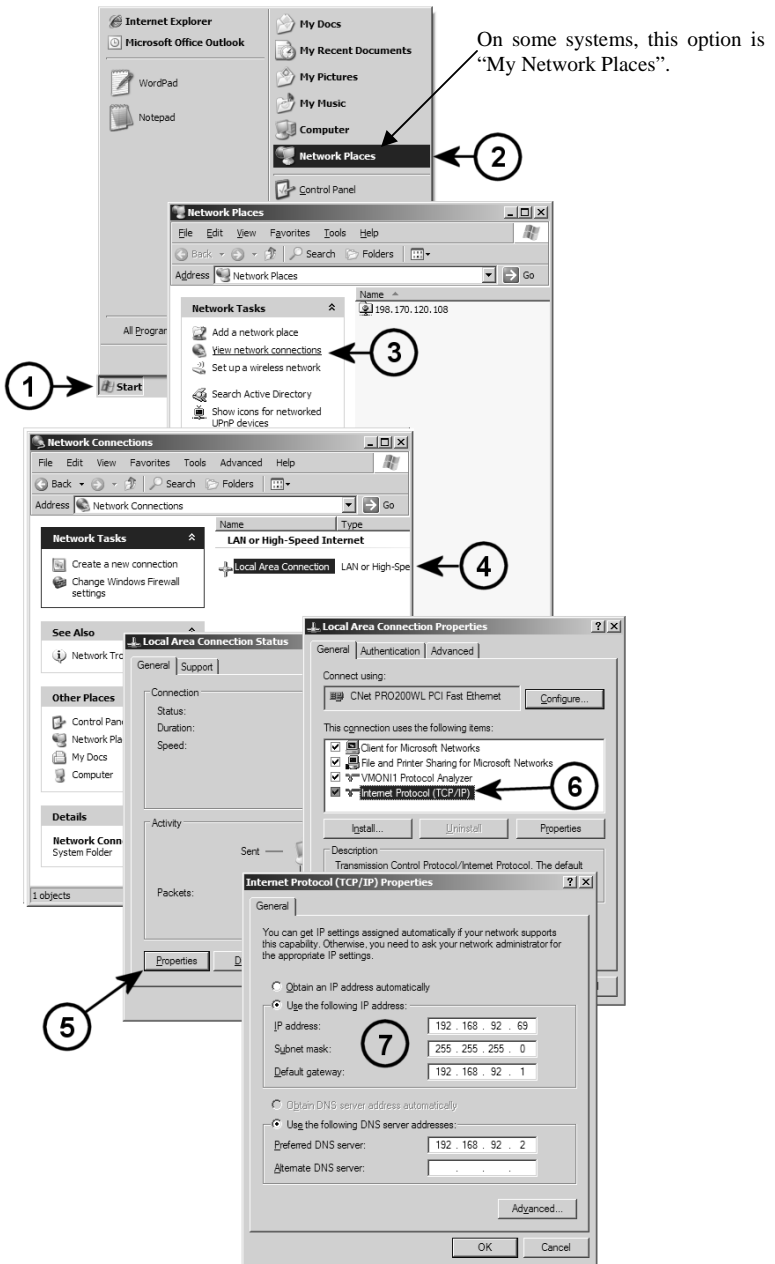 Internet Explorer
Microsoft Office Outlook
WordPad
Notepad
My Docs
My Recent Documents
My Pictures
My Music
Computer
Network Places
Control Panel
On some systems, this option is
“My Network Places”.
2
All
1
Start
Network Places
File Edit View Favorites Tools Help
Back Search Folders
Address Network Places Go
Network Tasks
Add a network place
View network connections
Set up a wireless network
Search Active Directory
Show icons for networked
UPnP devices
Name
198.170.120.108
3
Network Connections
File Edit View Favorites Tools Advanced Help
Back Search Folders
Address Network Connections Go
Network Tasks
Create a new connection
Change Windows Firewall
settings
See Also
Network
Other Places
Control
Network
My Docs
Computer
Details
Network
System Folder
1 objects
Name Type
LAN or High-Speed Internet
Local Area Connection LAN or High-Spe
4
Local Area Connection Status
General Support
Connection
Status:
Duration:
Speed:
Activity
Sent
Packets:
Properties D
5
Local Area Connection Properties ? X
General Authentication Advanced
Connect using:
CNet PRO200WL PCI Fast Ethernet Configure...
This connection uses the following items:
Client for Microsoft Networks
File and Printer Sharing for Microsoft Networks
VMONI1 Protocol Analyzer
Internet Protocol (TCP/IP)
6
Install... Uninstall Properties
Description
Transmission Control Protocol/Internet Protocol. The default
Internet Protocol (TCP/IP) Properties ? X
General
You can get IP settings assigned automatically if your network supports
this capability. Otherwise, you need to ask your network administrator for
the appropriate IP settings.
Obtain an IP address automatically
Use the following IP address:
IP address: 192 . 168 . 92 . 69
Subnet mask: 255 . 255 . 255 . 0
Default gateway: 192 . 168 . 92 . 1
7
Obtain DNS server address automatically
Use the following DNS server addresses:
Preferred DNS server: 192 . 168 . 92 . 2
Alternate DNS server: . . .
Advanced...
OK Cancel